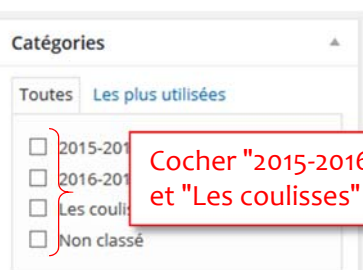 Catégories
Toutes Les plus utilisées
2015-201
2016-201
Les coulis
Non classé
Cocher "2015-2016
et "Les coulisses"